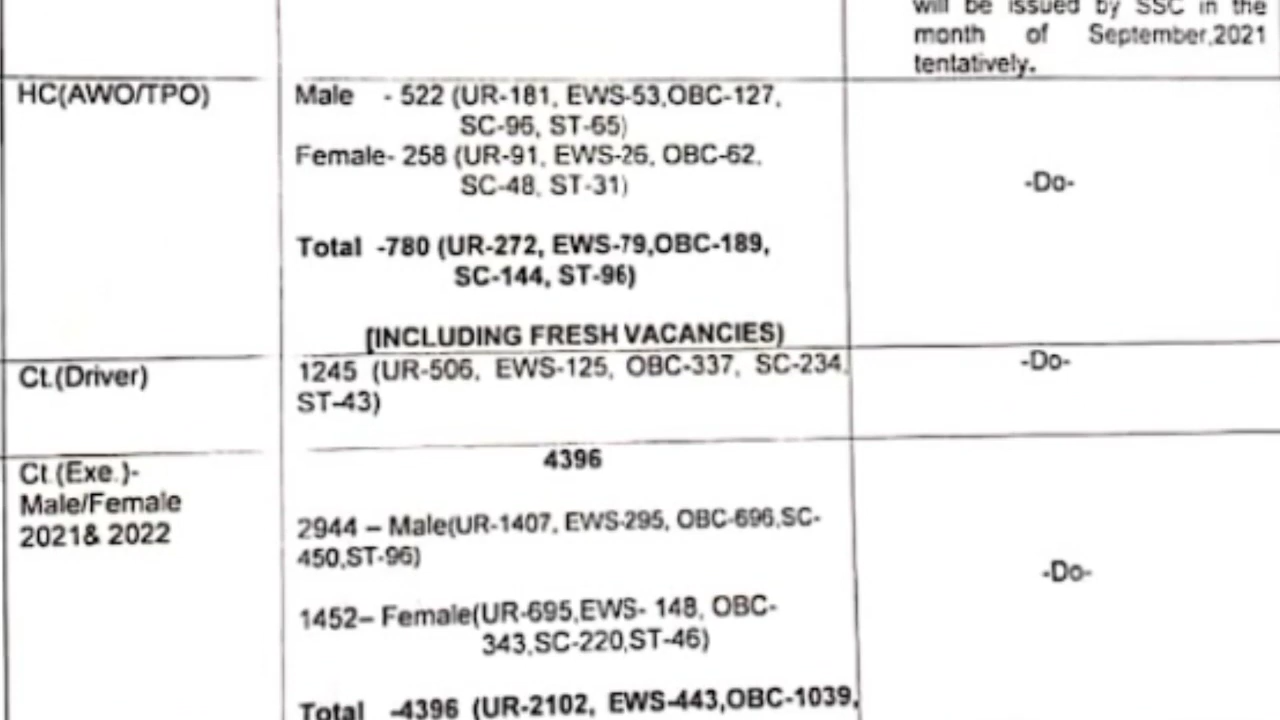 will be issued by SSC in the
month of September,2021
tentatively.
HC(AWO/TPO)
Male - 522 (UR-181, EWS-53,OBC-127,
SC-96, ST-65)
Female- 258 (UR-91, EWS-26, OBC-62,
SC-48, ST-31)
Total -780 (UR-272, EWS-79,OBC-189,
SC-144, ST-96)
[INCLUDING FRESH VACANCIES)
-Do-
Ct.(Driver)
1245 (UR-506, EWS-125, OBC-337, SC-234,
ST-43)
-Do-
Ct.(Exe.)-
Male/Female
2021& 2022
4396
2944 – Male(UR-1407, EWS-295, OBC-696,SC-
450,ST-96)
1452– Female(UR-695,EWS- 148, OBC-
343,SC-220,ST-46)
Total -4396 (UR-2102, EWS-443,OBC-1039,
-Do-